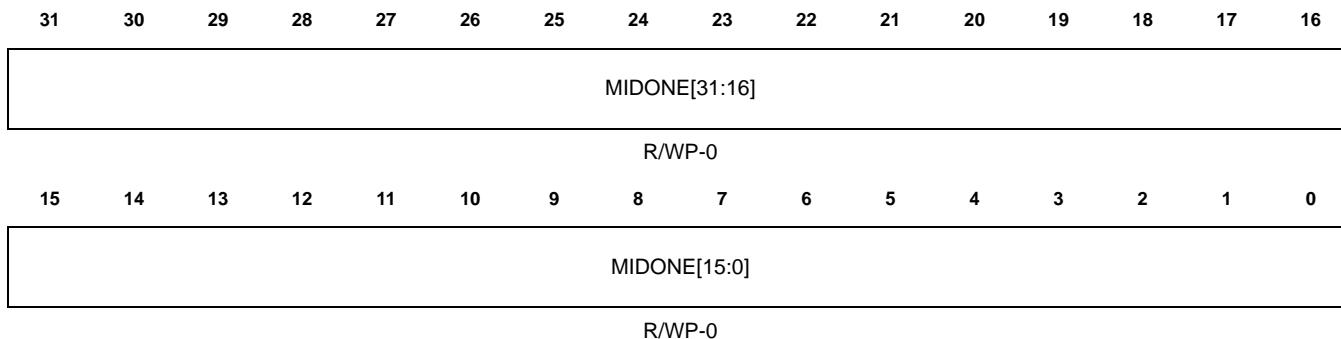 31 30 29 28 27 26 25 24 23 22 21 20 19 18 17 16
MIDONE[31:16]
R/WP-0
15 14 13 12 11 10 9 8 7 6 5 4 3 2 1 0
MIDONE[15:0]
R/WP-0